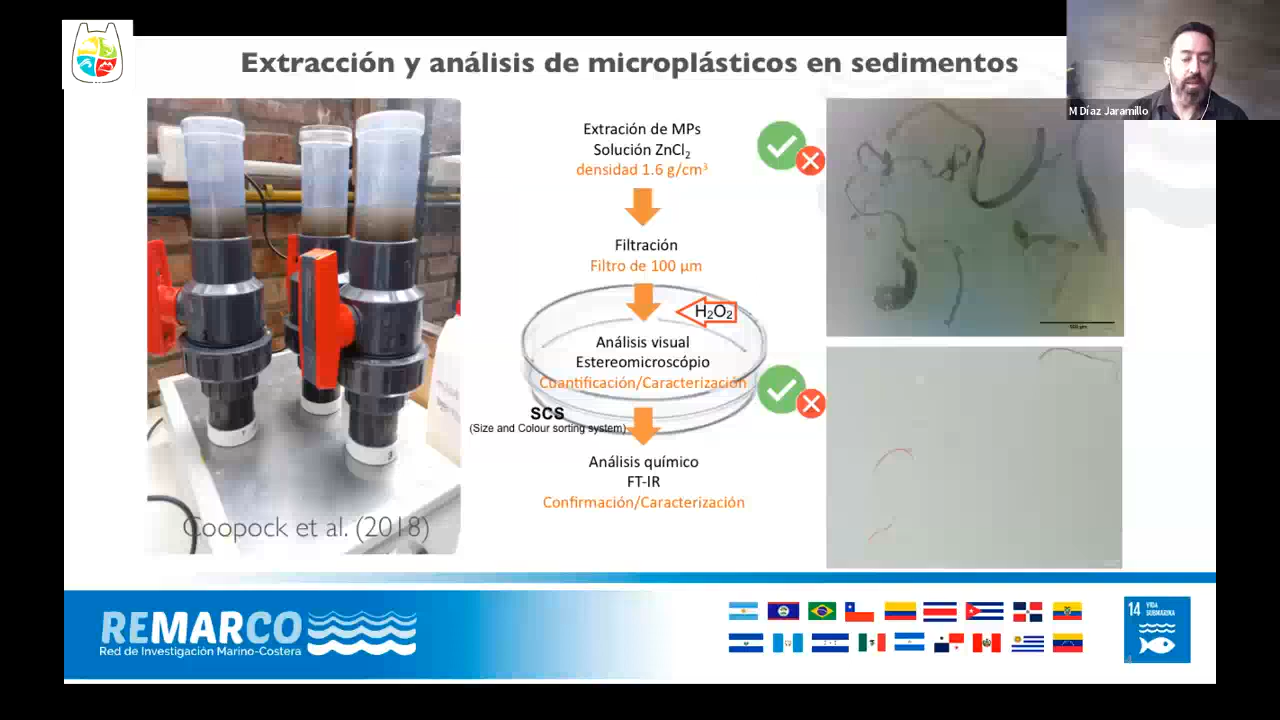 Extracción y análisis de microplásticos en sedimentos
M Díaz Jaramillo
Extración de MPs
Solución ZnCl₂
densidad 1.6 g/cm³
Filtración
Filtro de 100 µm
H₂O₂
Análisis visual
Estereomicroscópio
Cuantificación/Caracterización
SCS
(Size and Colour sorting system)
Análisis químico
FT-IR
Confirmación/Caracterización
Coopock et al. (2018)
REMARCO
Red de Investigación Marino-Costera
14 VIDA
SUBMARINA